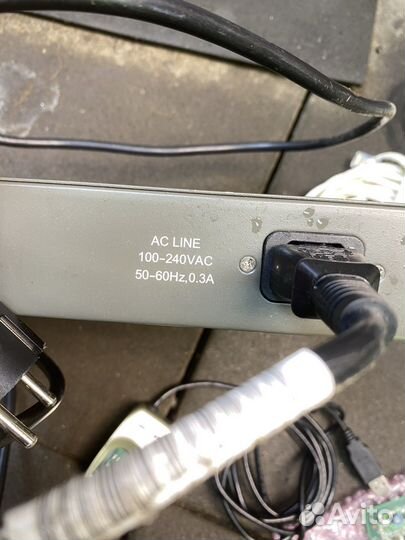 AC LINE
100-240VAC
50-60Hz,0.3A
Avito